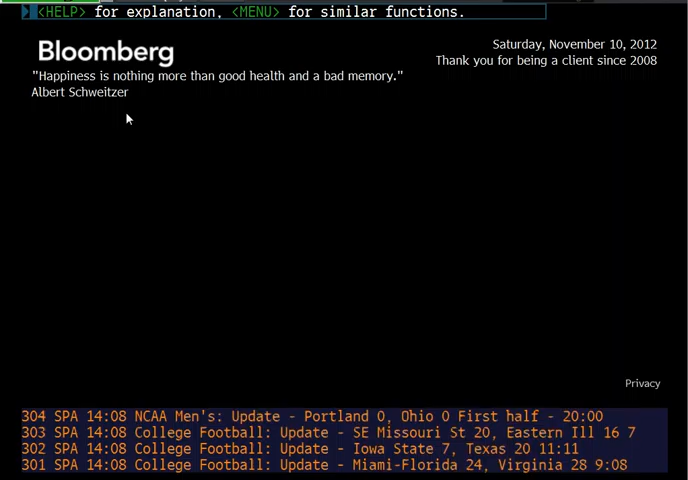 <HELP> for explanation, <MENU> for similar functions.
Bloomberg
Saturday, November 10, 2012
Thank you for being a client since 2008
"Happiness is nothing more than good health and a bad memory."
Albert Schweitzer
Privacy
304 SPA 14:08 NCAA Men's: Update - Portland 0, Ohio 0 First half - 20:00
303 SPA 14:08 College Football: Update - SE Missouri St 20, Eastern Ill 16 7
302 SPA 14:08 College Football: Update - Iowa State 7, Texas 20 11:11
301 SPA 14:08 College Football: Update - Miami-Florida 24, Virginia 28 9:08